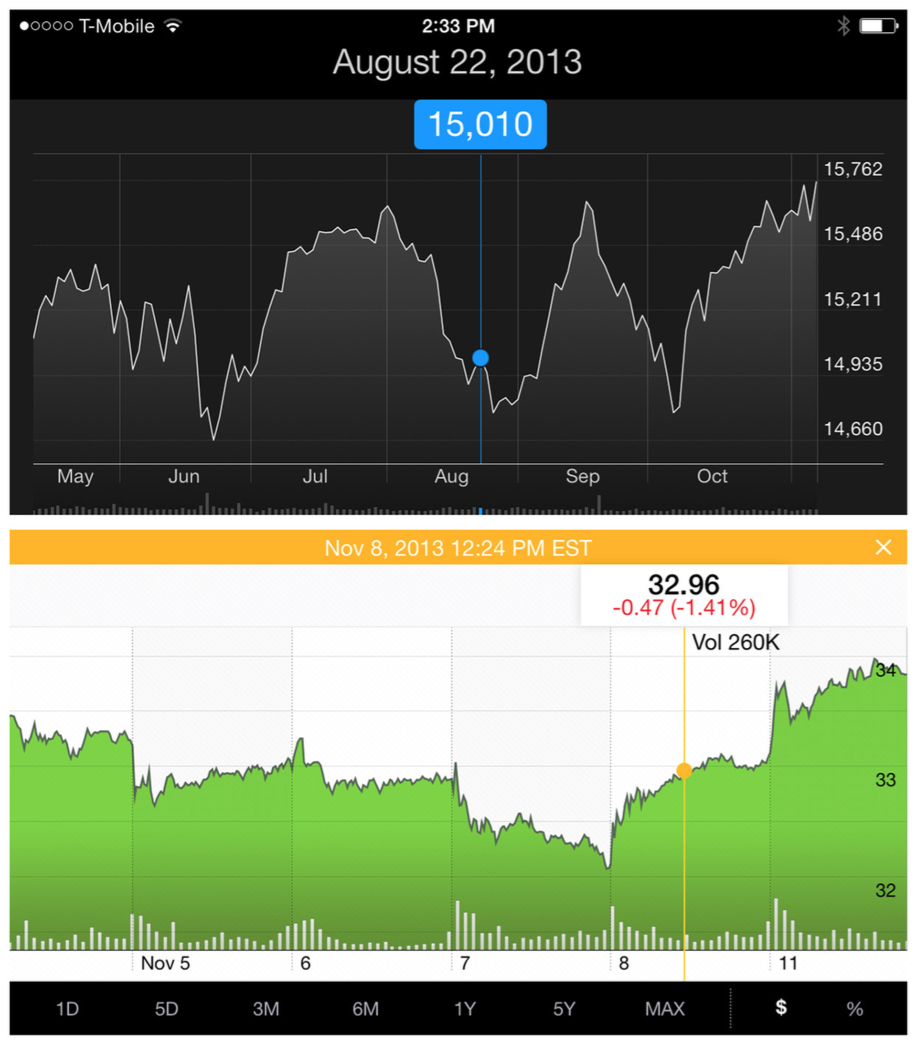 T-Mobile 2:33 PM
August 22, 2013
15,010
15,762
15,486
15,211
14,935
14,660
May Jun Jul Aug Sep Oct
Nov 8, 2013 12:24 PM EST ×
32.96
-0.47 (-1.41%)
Vol 260K
34
33
32
Nov 5 6 7 8 11
1D 5D 3M 6M 1Y 5Y MAX $ %